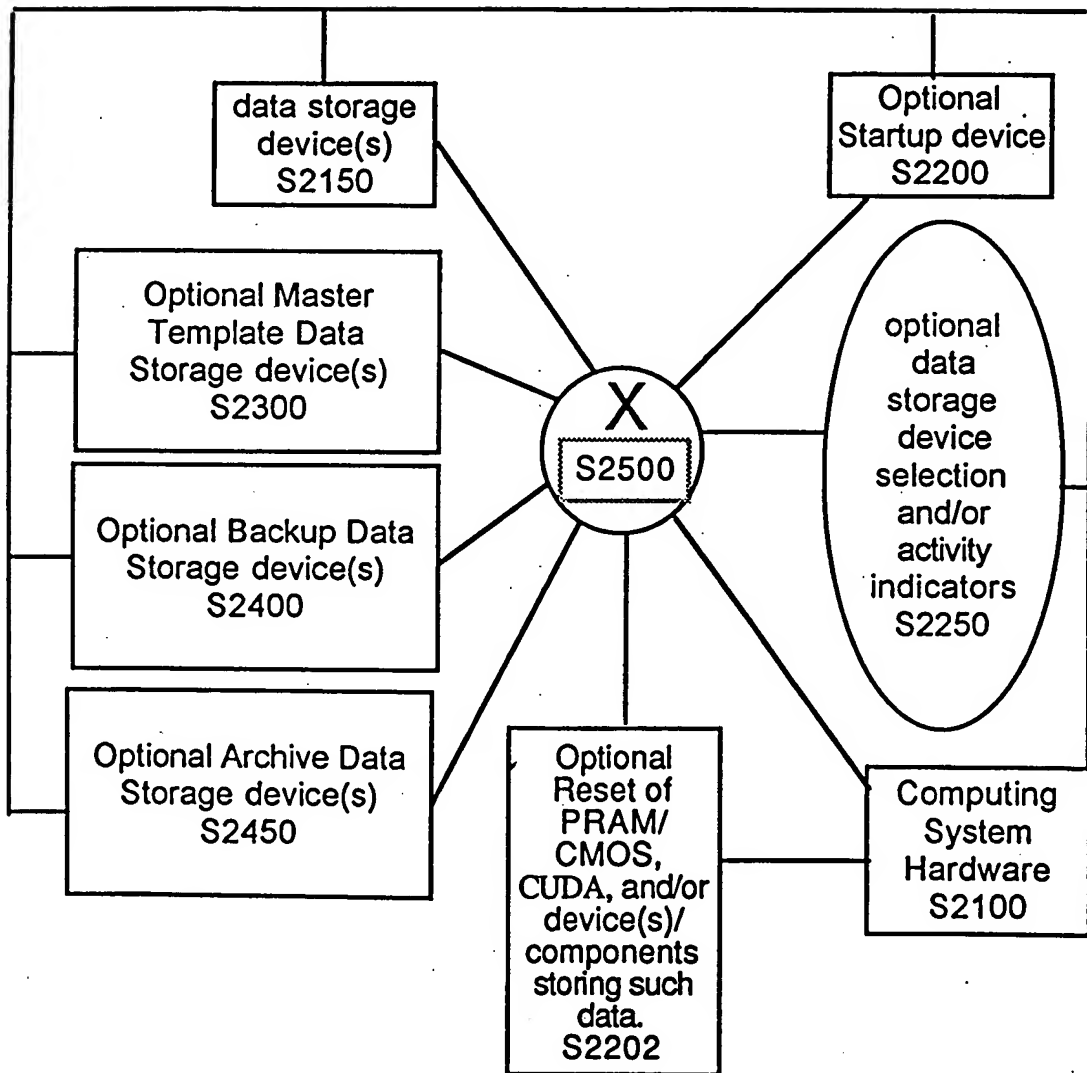 data storage
device(s)
S2150
Optional
Startup device
S2200
Optional Master
Template Data
Storage device(s)
S2300
X
S2500
optional
data
storage
device
selection
and/or
activity
indicators
S2250
Optional Backup Data
Storage device(s)
S2400
Optional Archive Data
Storage device(s)
S2450
Optional
Reset of
PRAM/
CMOS,
CUDA, and/or
device(s)/
components
storing such
data.
S2202
Computing
System
Hardware
S2100